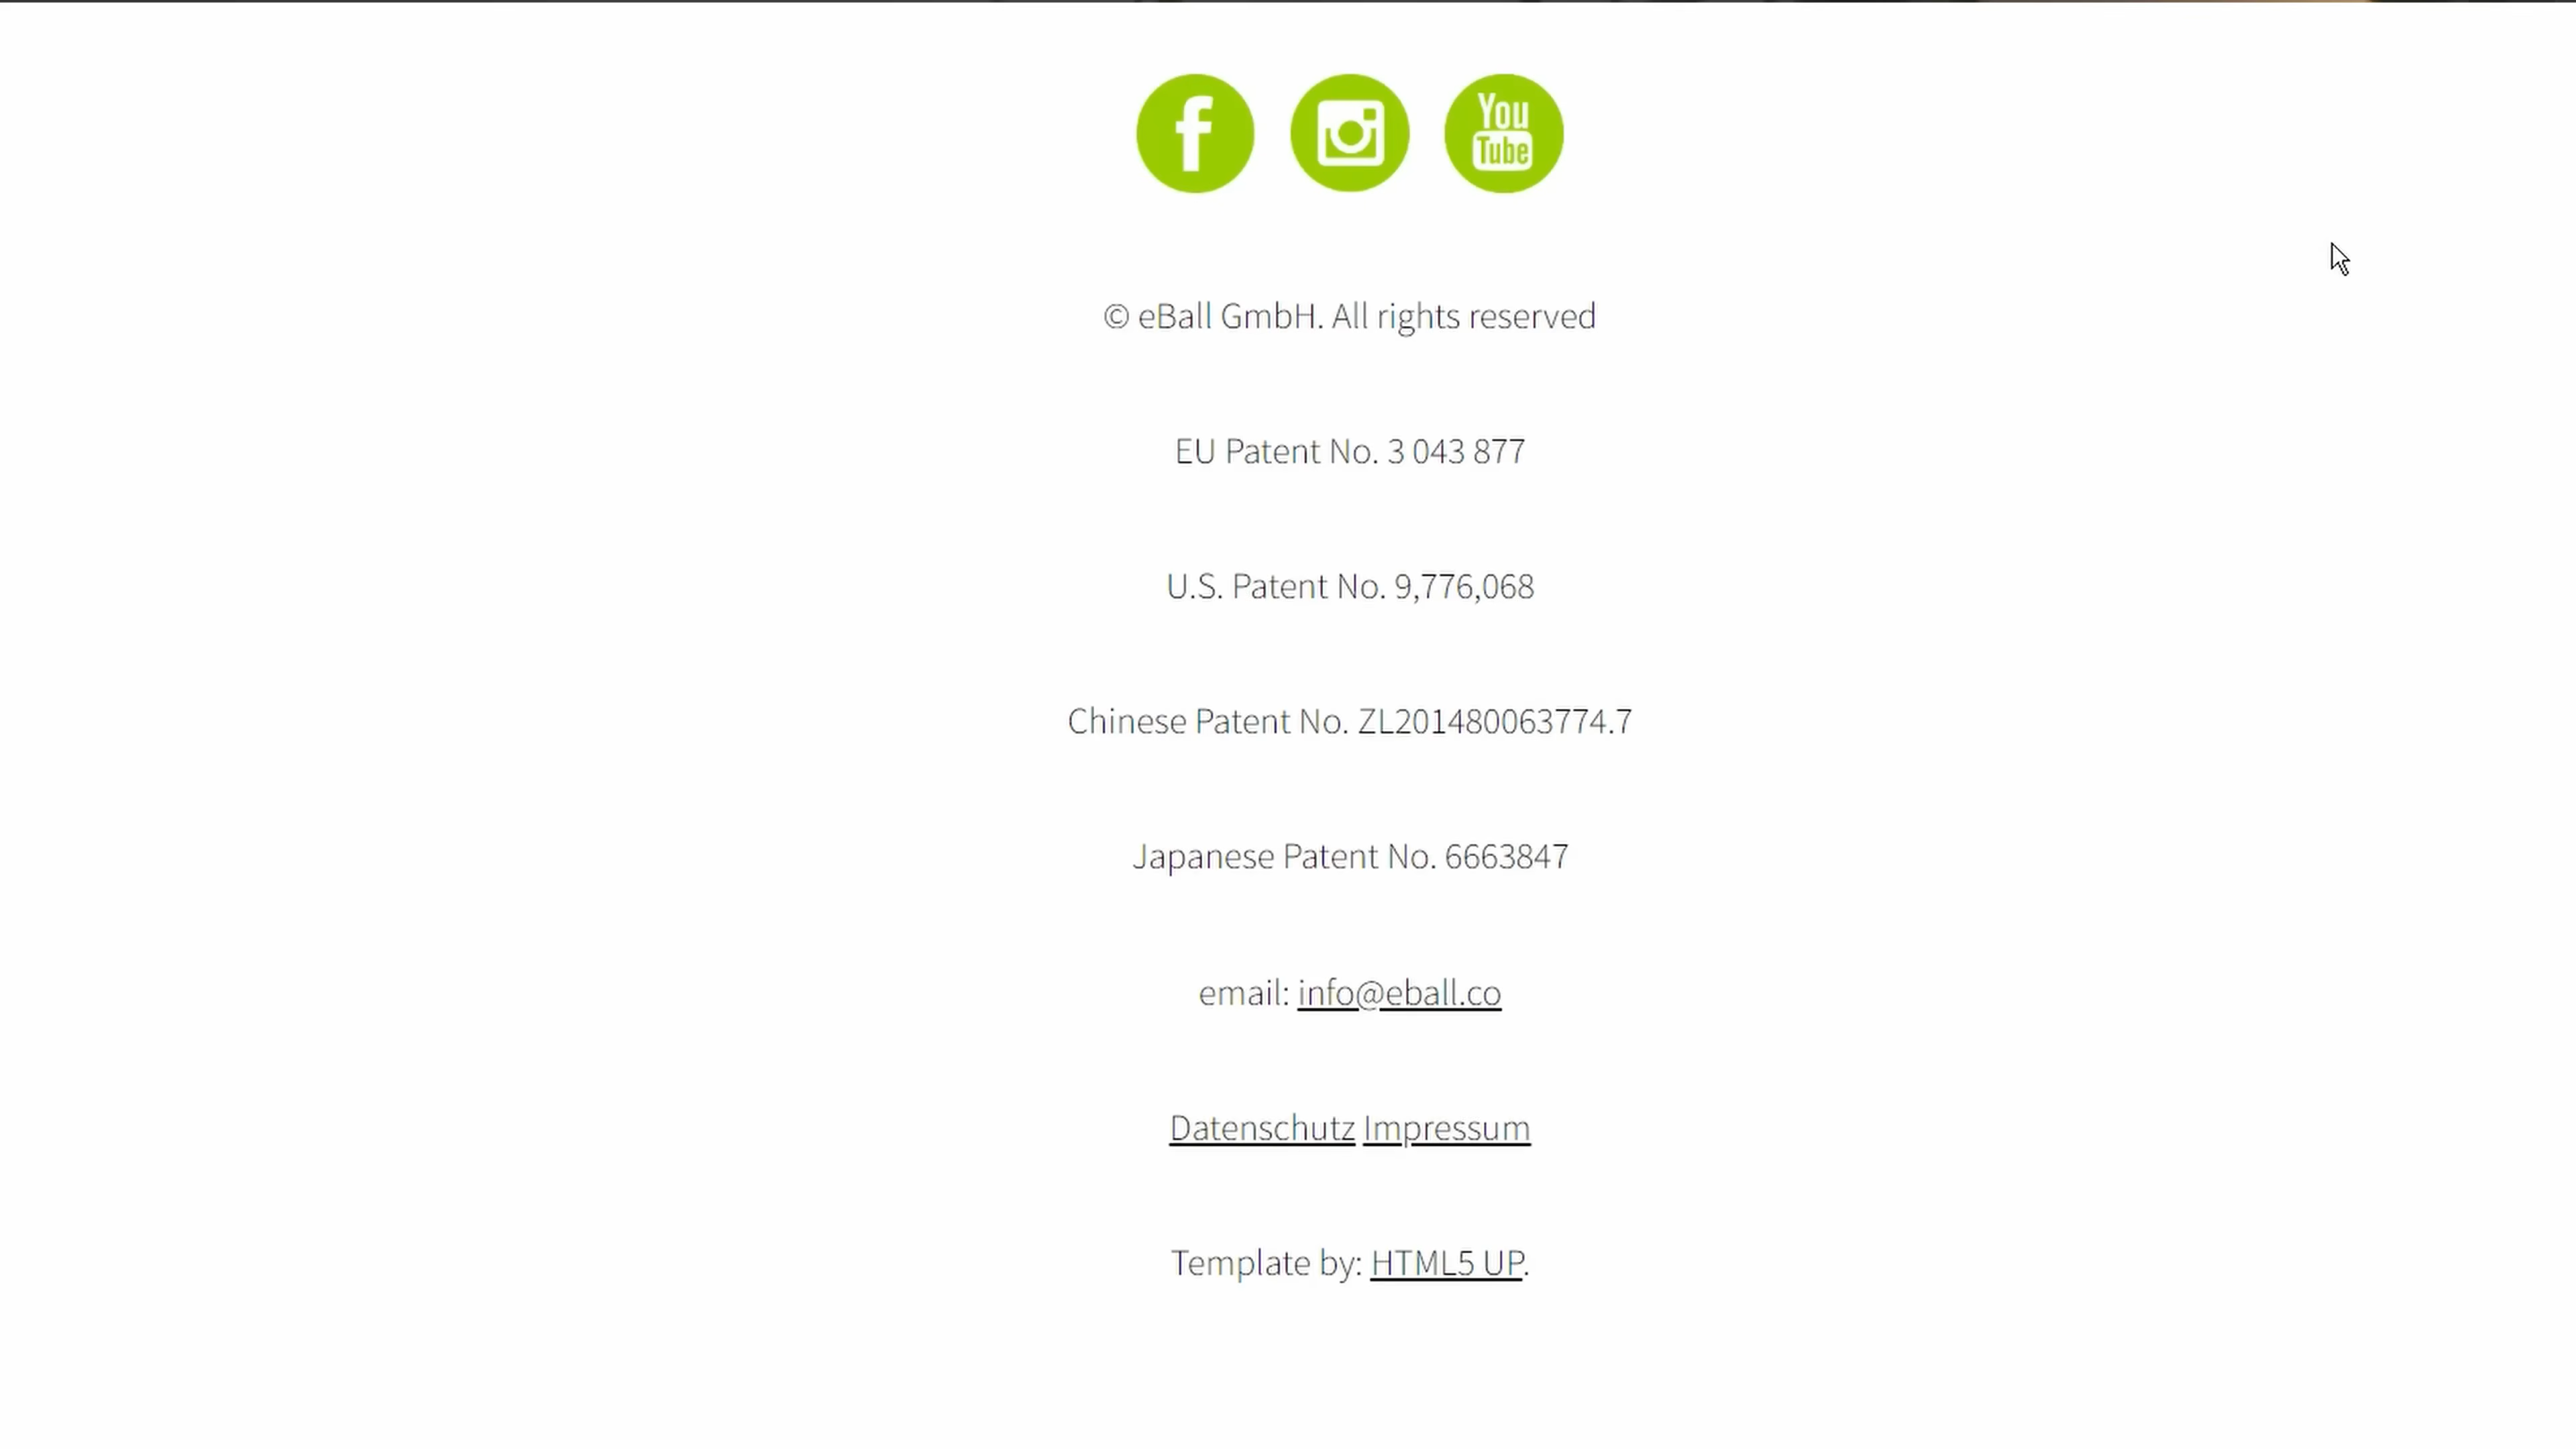 f
You
Tube
© eBall GmbH. All rights reserved
EU Patent No. 3 043 877
U.S. Patent No. 9,776,068
Chinese Patent No. ZL201480063774.7
Japanese Patent No. 6663847
email: info@eball.co
Datenschutz Impressum
Template by: HTML5 UP.